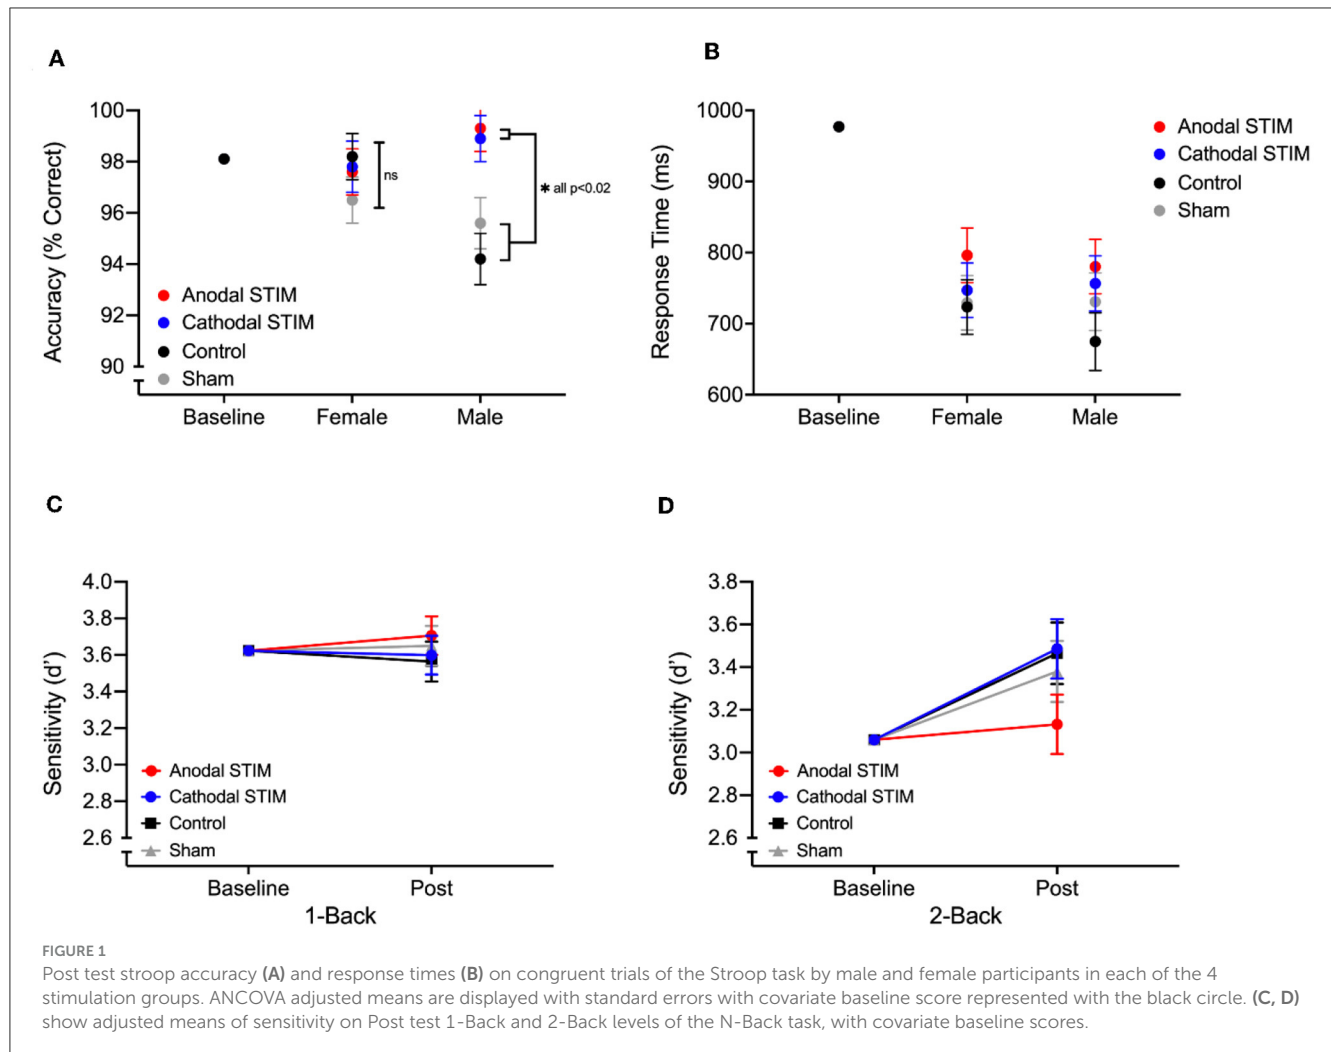 A
B
100
98
96
94
92
90
Accuracy (% Correct)
ns
✱ all p<0.02
Anodal STIM
Cathodal STIM
Control
Sham
Baseline
Female
Male
1000
900
800
700
600
Response Time (ms)
Anodal STIM
Cathodal STIM
Control
Sham
Baseline
Female
Male
C
D
4.0
3.8
3.6
3.4
3.2
3.0
2.8
2.6
Sensitivity (d')
Anodal STIM
Cathodal STIM
Control
Sham
Baseline
Post
1-Back
3.8
3.6
3.4
3.2
3.0
2.8
2.6
Sensitivity (d')
Anodal STIM
Cathodal STIM
Control
Sham
Baseline
Post
2-Back
FIGURE 1
Post test stroop accuracy (A) and response times (B) on congruent trials of the Stroop task by male and female participants in each of the 4
stimulation groups. ANCOVA adjusted means are displayed with standard errors with covariate baseline score represented with the black circle. (C, D)
show adjusted means of sensitivity on Post test 1-Back and 2-Back levels of the N-Back task, with covariate baseline scores.